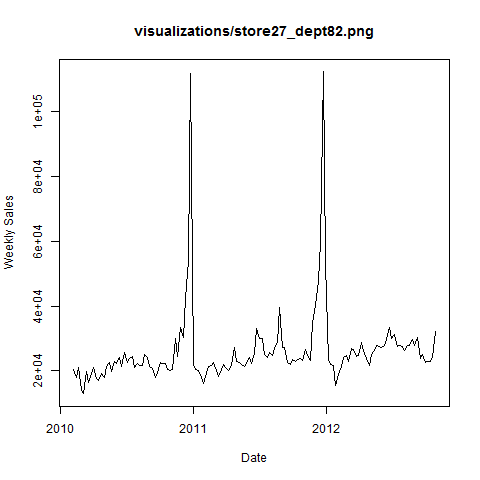 visualizations/store27_dept82.png
Weekly Sales
1e+05
8e+04
6e+04
4e+04
2e+04
2010
2011
2012
Date